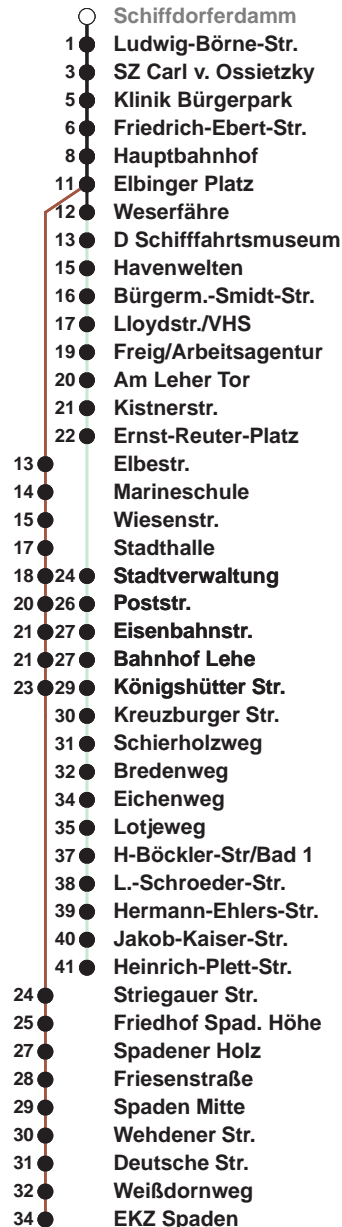 Schiffdorferdamm
1 Ludwig-Börne-Str.
3 SZ Carl v. Ossietzky
5 Klinik Bürgerpark
6 Friedrich-Ebert-Str.
8 Hauptbahnhof
11 Elbinger Platz
12 Weserfähre
13 D Schifffahrtsmuseum
15 Havenwelten
16 Bürgerm.-Smidt-Str.
17 Lloydstr./VHS
19 Freig/Arbeitsagentur
20 Am Leher Tor
21 Kistnerstr.
22 Ernst-Reuter-Platz
13 Elbestr.
14 Marineschule
15 Wiesenstr.
17 Stadthalle
18 24 Stadtverwaltung
20 26 Poststr.
21 27 Eisenbahnstr.
21 27 Bahnhof Lehe
23 29 Königshütter Str.
30 Kreuzburger Str.
31 Schierholzweg
32 Bredenweg
34 Eichenweg
35 Lotjeweg
37 H-Böckler-Str/Bad 1
38 L.-Schroeder-Str.
39 Hermann-Ehlers-Str.
40 Jakob-Kaiser-Str.
41 Heinrich-Plett-Str.
24 Striegauer Str.
25 Friedhof Spad. Höhe
27 Spadener Holz
28 Friesenstraße
29 Spaden Mitte
30 Wehdener Str.
31 Deutsche Str.
32 Weißdornweg
34 EKZ Spaden